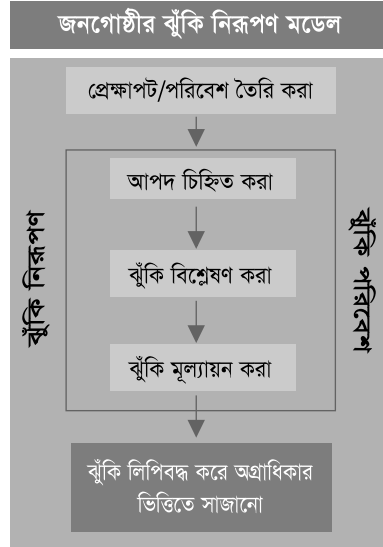 জনগোষ্ঠীর ঝুঁকি নিরূপণ মডেল
প্রেক্ষাপট/পরিবেশ তৈরি করা
আপদ চিহ্নিত করা
ঝুঁকি নিরূপণ
ঝুঁকি বিশ্লেষণ করা
ঝুঁকি পরিবেশ
ঝুঁকি মূল্যায়ন করা
ঝুঁকি লিপিবদ্ধ করে অগ্রাধিকার
ভিত্তিতে সাজানো